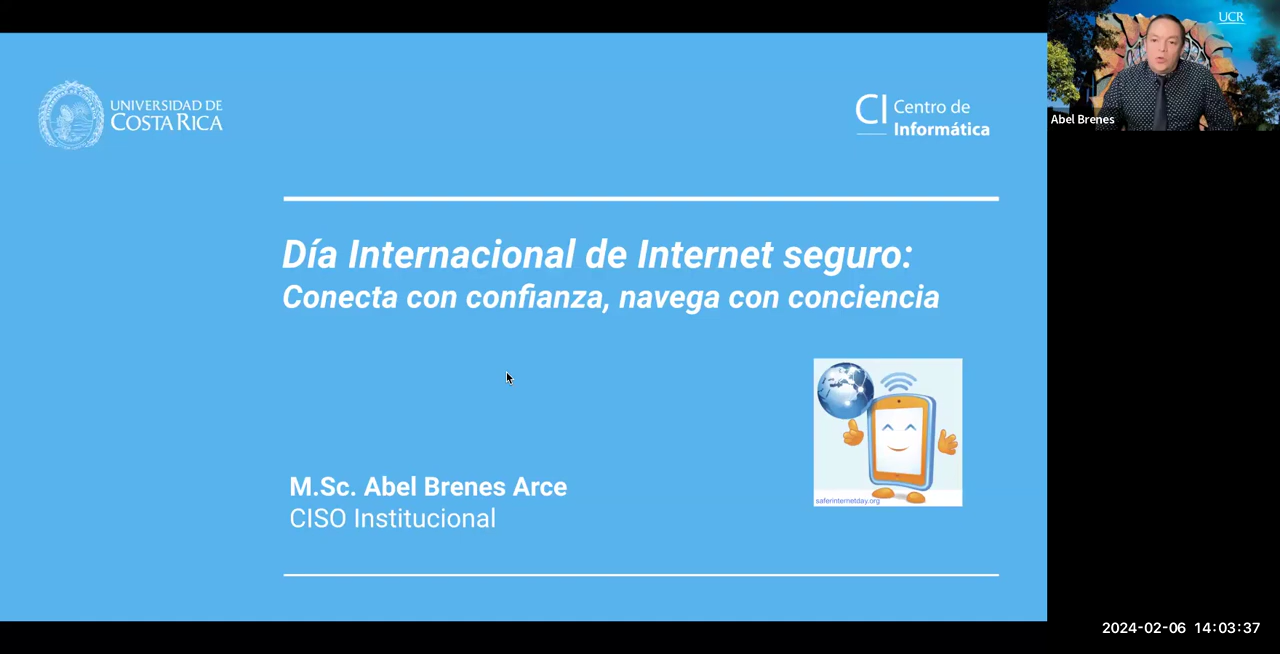 UCR
Abel Brenes
UNIVERSIDAD DE
COSTA RICA
CI
Centro de
Informática
Día Internacional de Internet seguro:
Conecta con confianza, navega con conciencia
saferinternetday.org
M.Sc. Abel Brenes Arce
CISO Institucional
2024-02-06 14:03:37